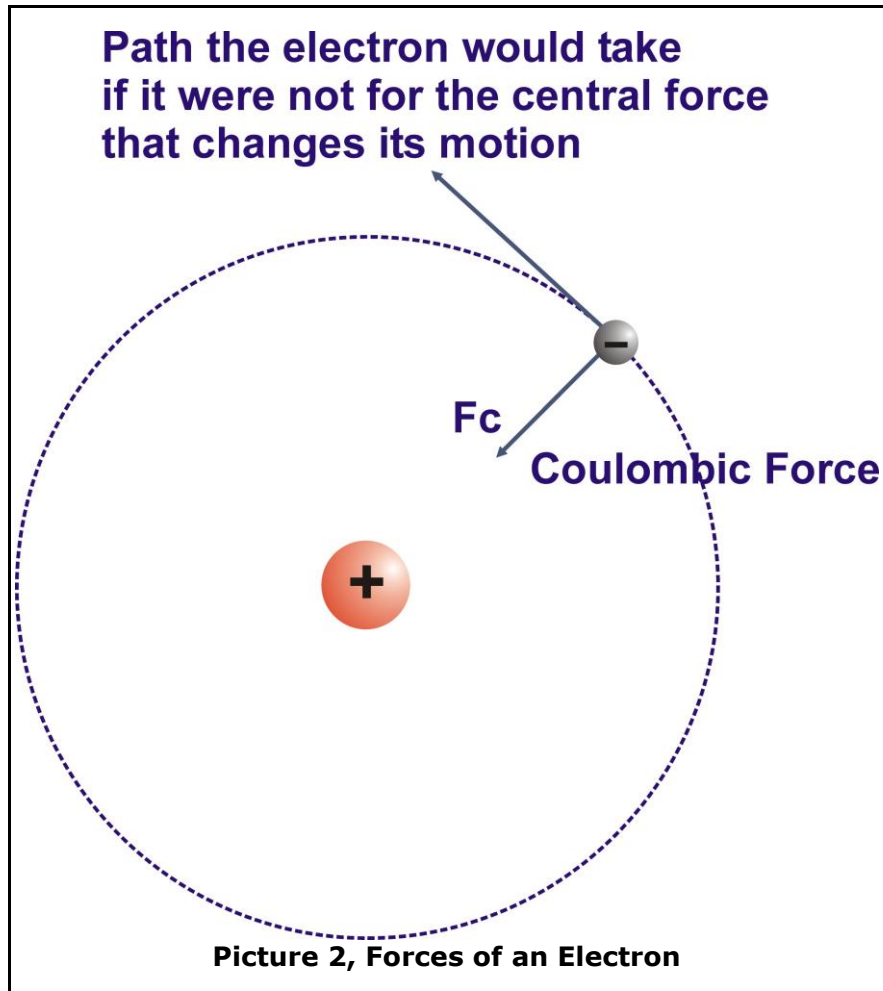 Path the electron would take
if it were not for the central force
that changes its motion
−
Fc
Coulombic Force
+
Picture 2, Forces of an Electron